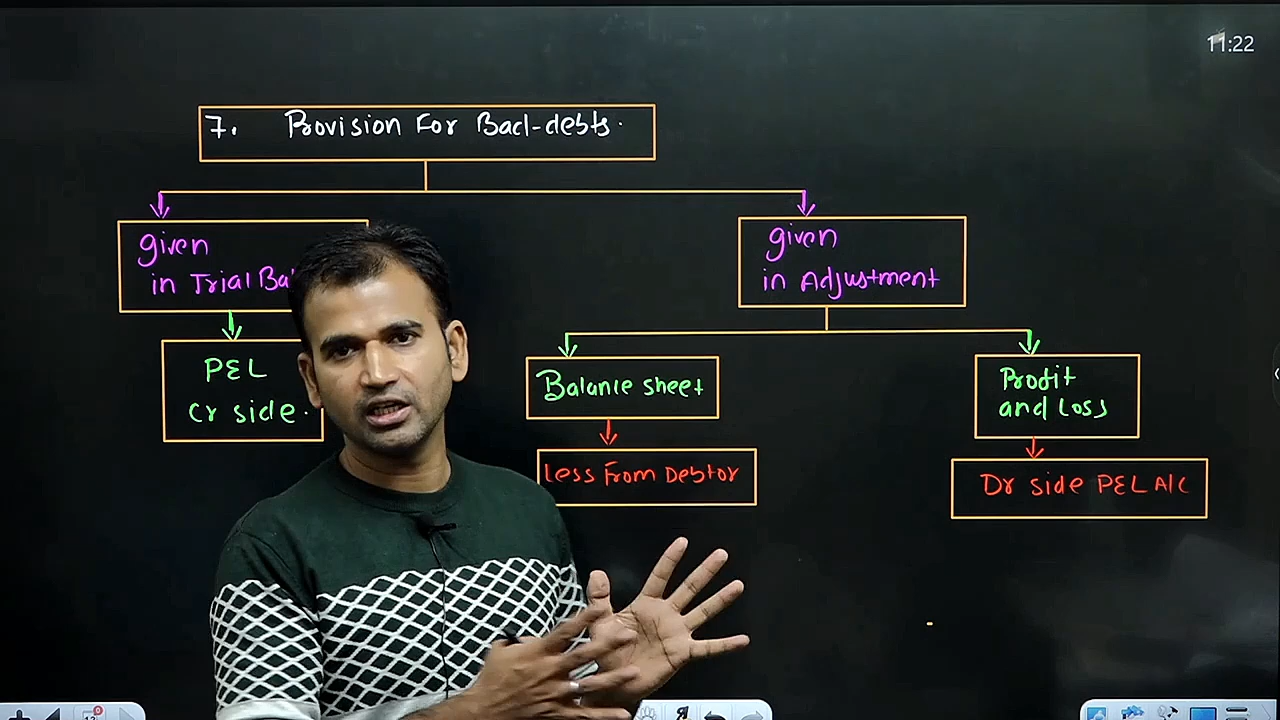 11:22
7. Provision For Bad-debts.
given
in Trial Ba
given
in Adjustment
P&L
Cr side.
Balance sheet
Profit
and Loss
Less From Debtor
Dr side P&L A/c